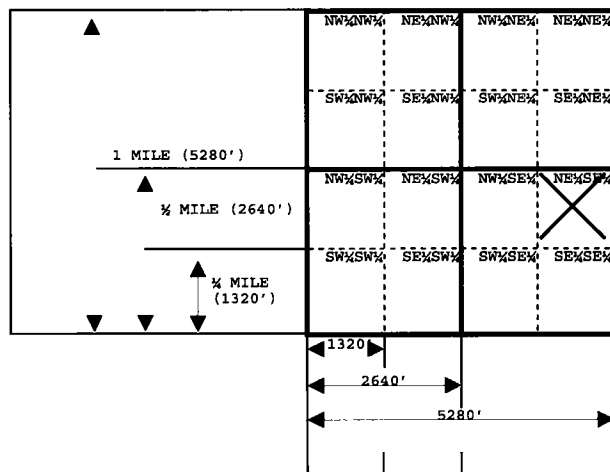 NW¼NW¼ NE¼NW¼ NW¼NE¼ NE¼NE¼
SW¼NW¼ SE¼NW¼ SW¼NE¼ SE¼NE¼
1 MILE (5280')
NW¼SW¼ NE¼SW¼ NW¼SE¼ NE¼SE¼
½ MILE (2640')
SW¼SW¼ SE¼SW¼ SW¼SE¼ SE¼SE¼
¼ MILE
(1320')
1320'
2640'
5280'